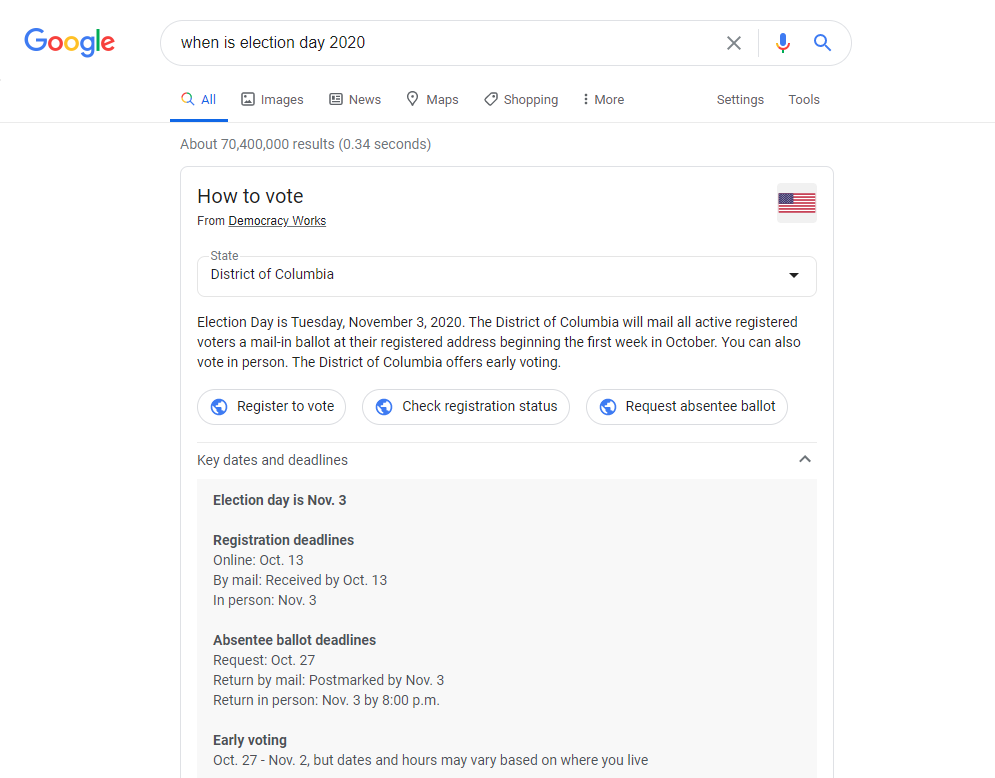 Google
when is election day 2020
All Images News Maps Shopping More Settings Tools
About 70,400,000 results (0.34 seconds)
How to vote
From Democracy Works
State
District of Columbia
Election Day is Tuesday, November 3, 2020. The District of Columbia will mail all active registered
voters a mail-in ballot at their registered address beginning the first week in October. You can also
vote in person. The District of Columbia offers early voting.
Register to vote Check registration status Request absentee ballot
Key dates and deadlines
Election day is Nov. 3
Registration deadlines
Online: Oct. 13
By mail: Received by Oct. 13
In person: Nov. 3
Absentee ballot deadlines
Request: Oct. 27
Return by mail: Postmarked by Nov. 3
Return in person: Nov. 3 by 8:00 p.m.
Early voting
Oct. 27 - Nov. 2, but dates and hours may vary based on where you live